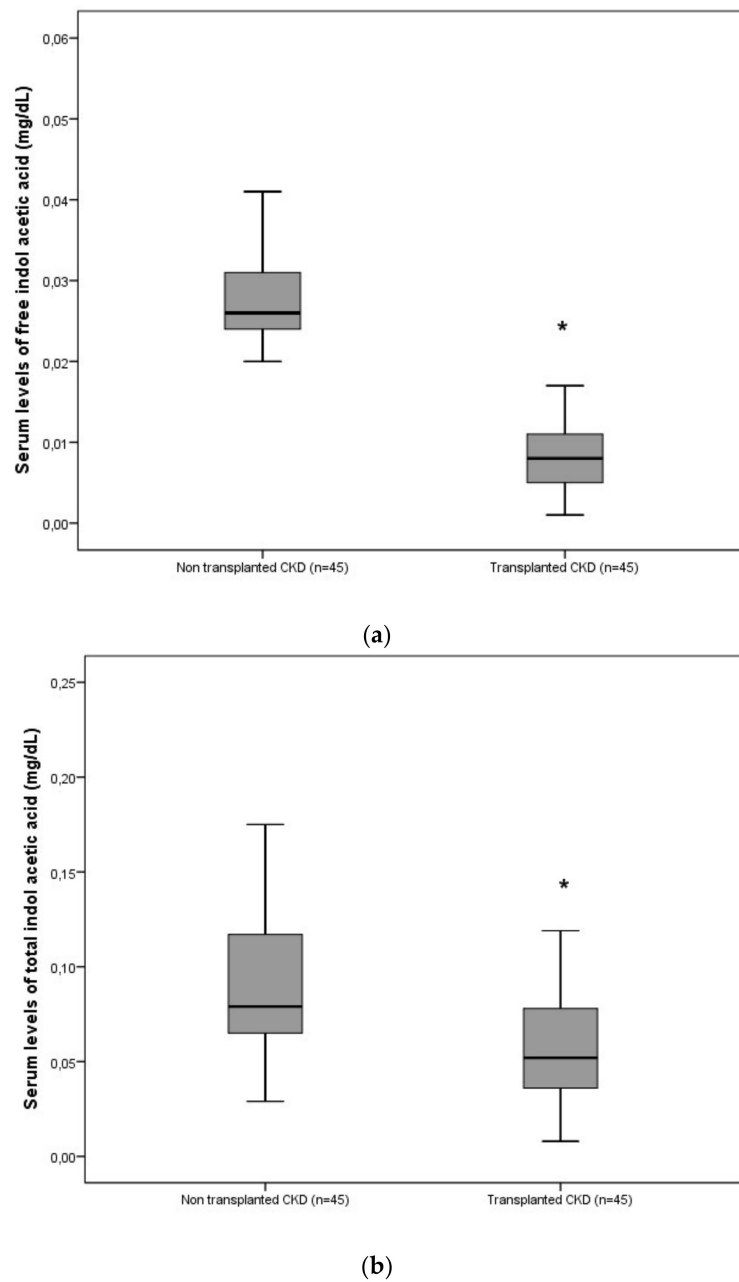 Serum levels of free indol acetic acid (mg/dL)
0,06
0,05
0,04
0,03
0,02
0,01
0,00
*
Non transplanted CKD (n=45)
Transplanted CKD (n=45)
(a)
Serum levels of total indol acetic acid (mg/dL)
0,25
0,20
0,15
0,10
0,05
0,00
*
Non transplanted CKD (n=45)
Transplanted CKD (n=45)
(b)